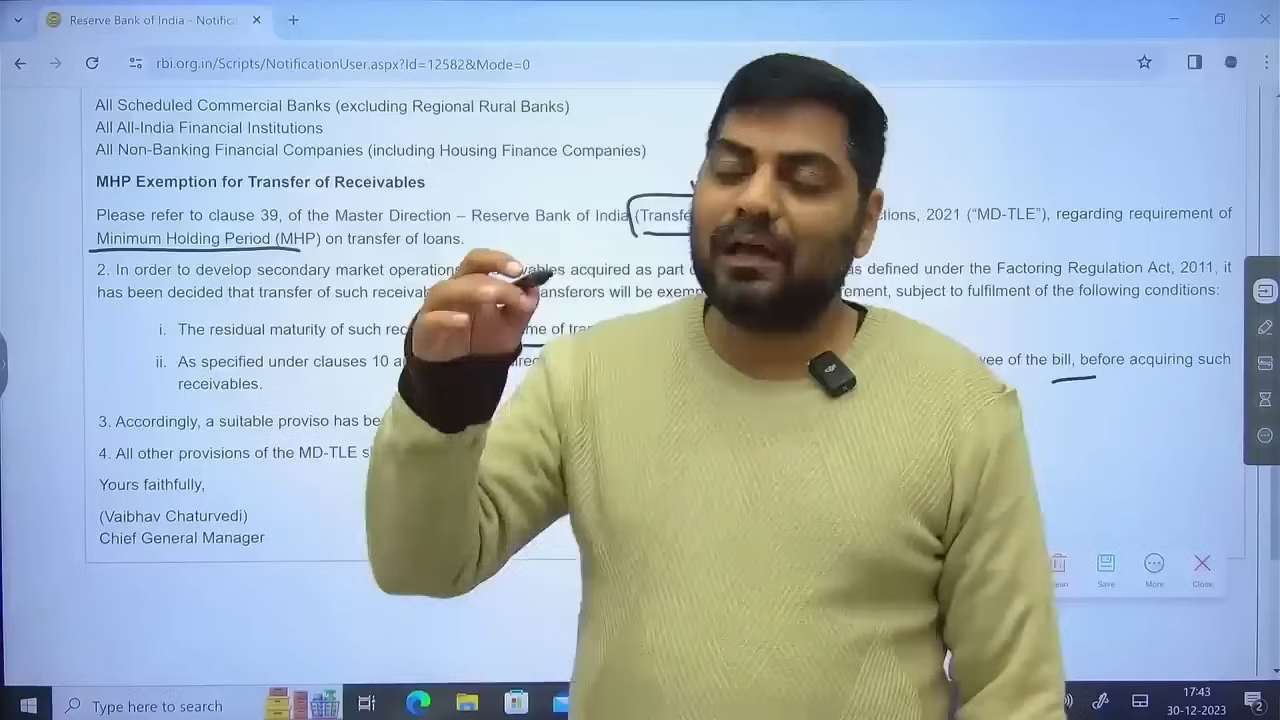 Reserve Bank of India - Notific
rbi.org.in/Scripts/NotificationUser.aspx?Id=12582&Mode=0
All Scheduled Commercial Banks (excluding Regional Rural Banks)
All All-India Financial Institutions
All Non-Banking Financial Companies (including Housing Finance Companies)
MHP Exemption for Transfer of Receivables
Please refer to clause 39, of the Master Direction – Reserve Bank of India (Transfe ctions, 2021 (“MD-TLE”), regarding requirement of
Minimum Holding Period (MHP) on transfer of loans.
2. In order to develop secondary market operation vables acquired as part as defined under the Factoring Regulation Act, 2011, it
has been decided that transfer of such receiva ansferors will be exem ement, subject to fulfilment of the following conditions:
i. The residual maturity of such rec me of tra
ii. As specified under clauses 10 a irec wee of the bill, before acquiring such
receivables.
3. Accordingly, a suitable proviso has be
4. All other provisions of the MD-TLE s
Yours faithfully,
(Vaibhav Chaturvedi)
Chief General Manager
Save
More
Close
Type here to search
17:43
30-12-2023
2